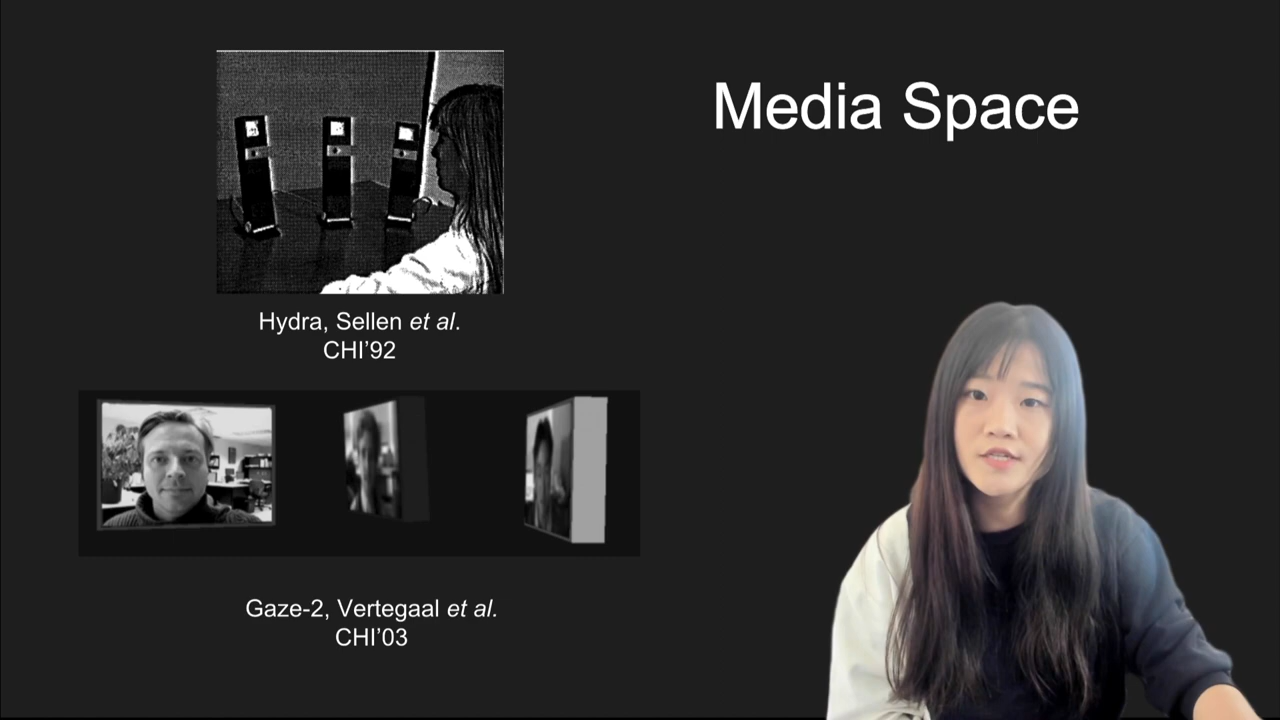 Media Space
Hydra, Sellen et al.
CHI’92
Gaze-2, Vertegaal et al.
CHI’03